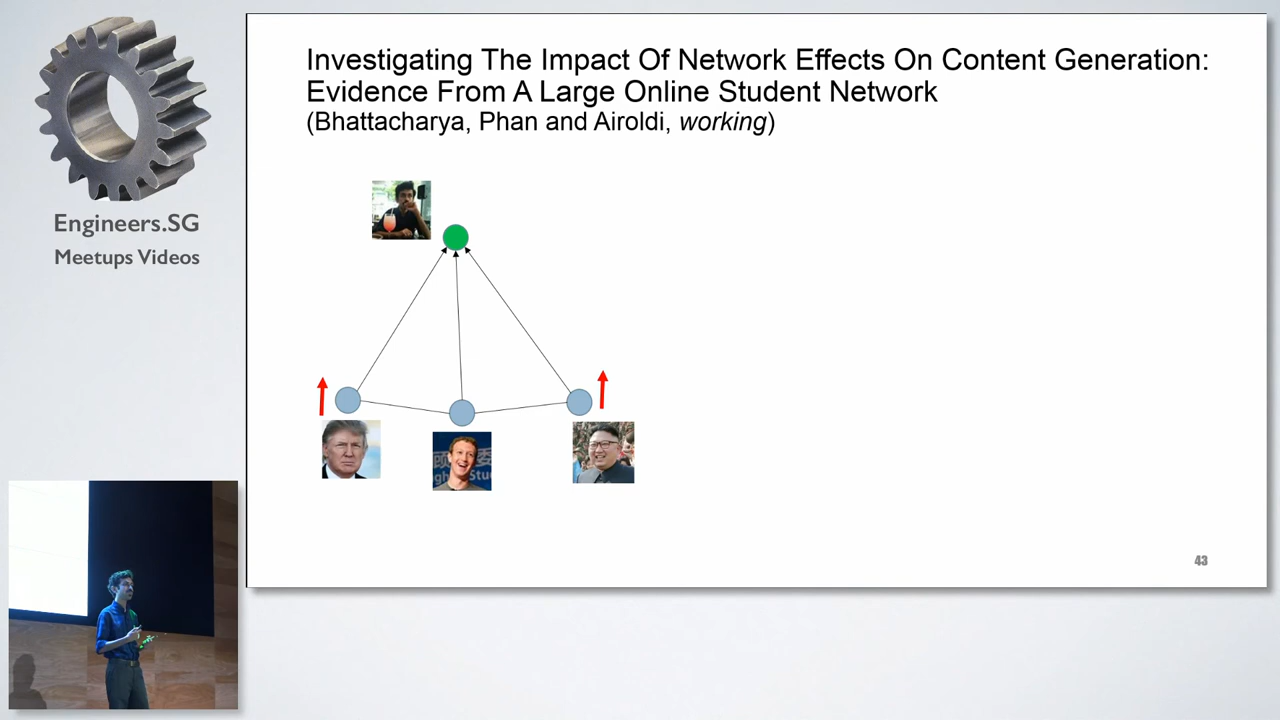 Investigating The Impact Of Network Effects On Content Generation:
Evidence From A Large Online Student Network
(Bhattacharya, Phan and Airoldi, working)
Engineers.SG
Meetups Videos
43